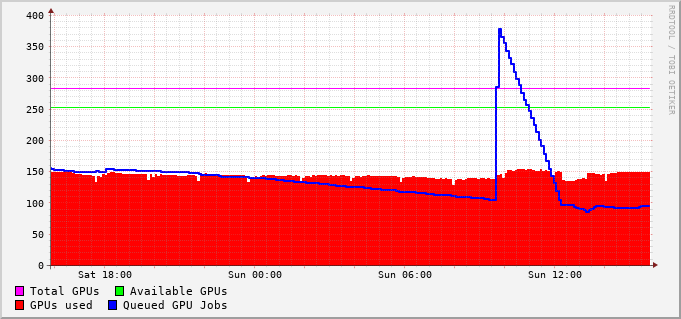 RRDTOOL / TOBI OETIKER
400
350
300
250
200
150
100
50
0
Sat 18:00 Sun 00:00 Sun 06:00 Sun 12:00
Total GPUs Available GPUs
GPUs used Queued GPU Jobs